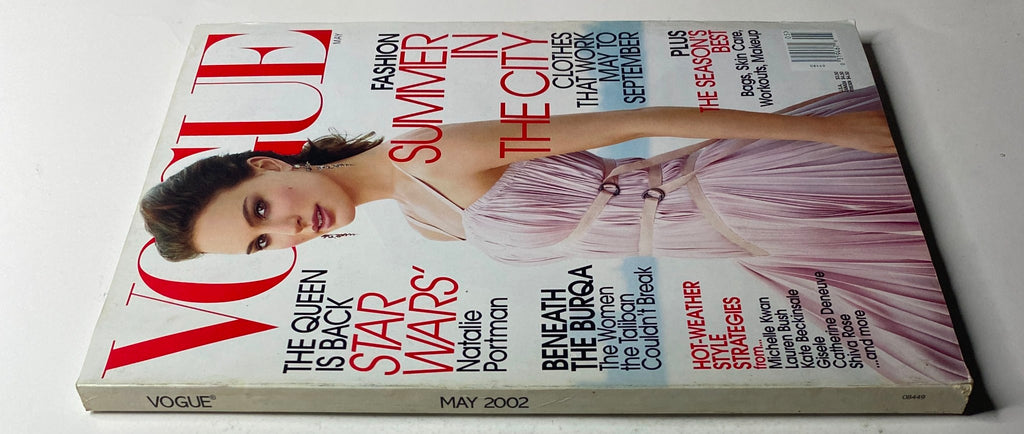 VOGUE
MAY
THE QUEEN
IS BACK
STAR
WARS'
Natalie
Portman
BENEATH
THE BURQA
The Women
the Taliban
Couldn't Break
HOT-WEATHER
STYLE
STRATEGIES
from...
Michelle Kwan
Lauren Bush
Kate Beckinsale
Gisele
Catherine Deneuve
Shiva Rose
...and more
FASHION
SUMMER
IN
THE CITY
CLOTHES
THAT WORK
MAY TO
SEPTEMBER
PLUS
THE SEASON'S
BEST
Bags, Skin Care,
Workouts, Makeup
VOGUE®
MAY 2002
08449